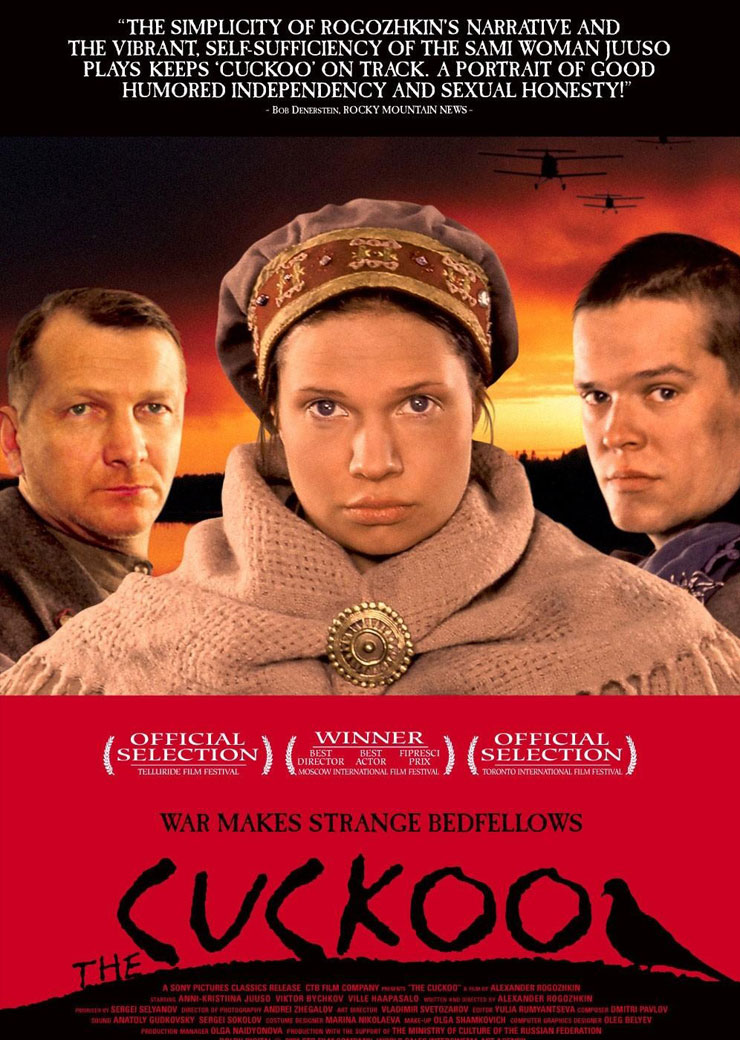 “THE SIMPLICITY OF ROGOZHKIN'S NARRATIVE AND
THE VIBRANT, SELF-SUFFICIENCY OF THE SAMI WOMAN JUUSO
PLAYS KEEPS ‘CUCKOO’ ON TRACK. A PORTRAIT OF GOOD
HUMORED INDEPENDENCY AND SEXUAL HONESTY!”
- BOB DENERSTEIN, ROCKY MOUNTAIN NEWS -
OFFICIAL SELECTION
TELLURIDE FILM FESTIVAL
WINNER
BEST DIRECTOR BEST ACTOR FIPRESCI PRIX
MOSCOW INTERNATIONAL FILM FESTIVAL
OFFICIAL SELECTION
TORONTO INTERNATIONAL FILM FESTIVAL
WAR MAKES STRANGE BEDFELLOWS
THE CUCKOO
A SONY PICTURES CLASSICS RELEASE CTB FILM COMPANY PRESENTS "THE CUCKOO" A FILM BY ALEXANDER ROGOZHKIN
STARRING ANNI-KRISTIINA JUUSO VIKTOR BYCHKOV VILLE HAAPASALO WRITTEN AND DIRECTED BY ALEXANDER ROGOZHKIN
PRODUCED BY SERGEI SELYANOV DIRECTOR OF PHOTOGRAPHY ANDREI ZHEGALOV ART DIRECTOR VLADIMIR SVETOZAROV EDITOR YULIA RUMYANTSEVA COMPOSER DMITRI PAVLOV
SOUND ANATOLY GUDKOVSKY SERGEI SOKOLOV COSTUME DESIGNER MARINA NIKOLAEVA MAKE-UP OLGA SHAMKOVICH COMPUTER GRAPHICS DESIGNER OLEG BELYEV
PRODUCTION MANAGER OLGA NAIDYONOVA PRODUCTION WITH THE SUPPORT OF THE MINISTRY OF CULTURE OF THE RUSSIAN FEDERATION